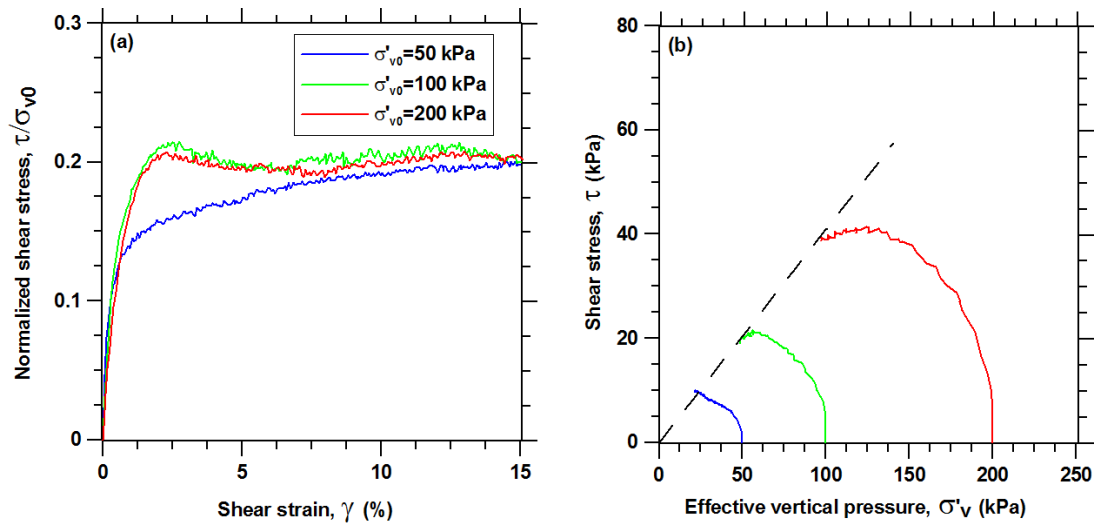 (a)
σ'v0=50 kPa
σ'v0=100 kPa
σ'v0=200 kPa
0.3
0.2
0.1
0
Normalized shear stress, τ/σv0
0 5 10 15
Shear strain, γ (%)
(b)
80
60
40
20
0
Shear stress, τ (kPa)
0 50 100 150 200 250
Effective vertical pressure, σ'v (kPa)